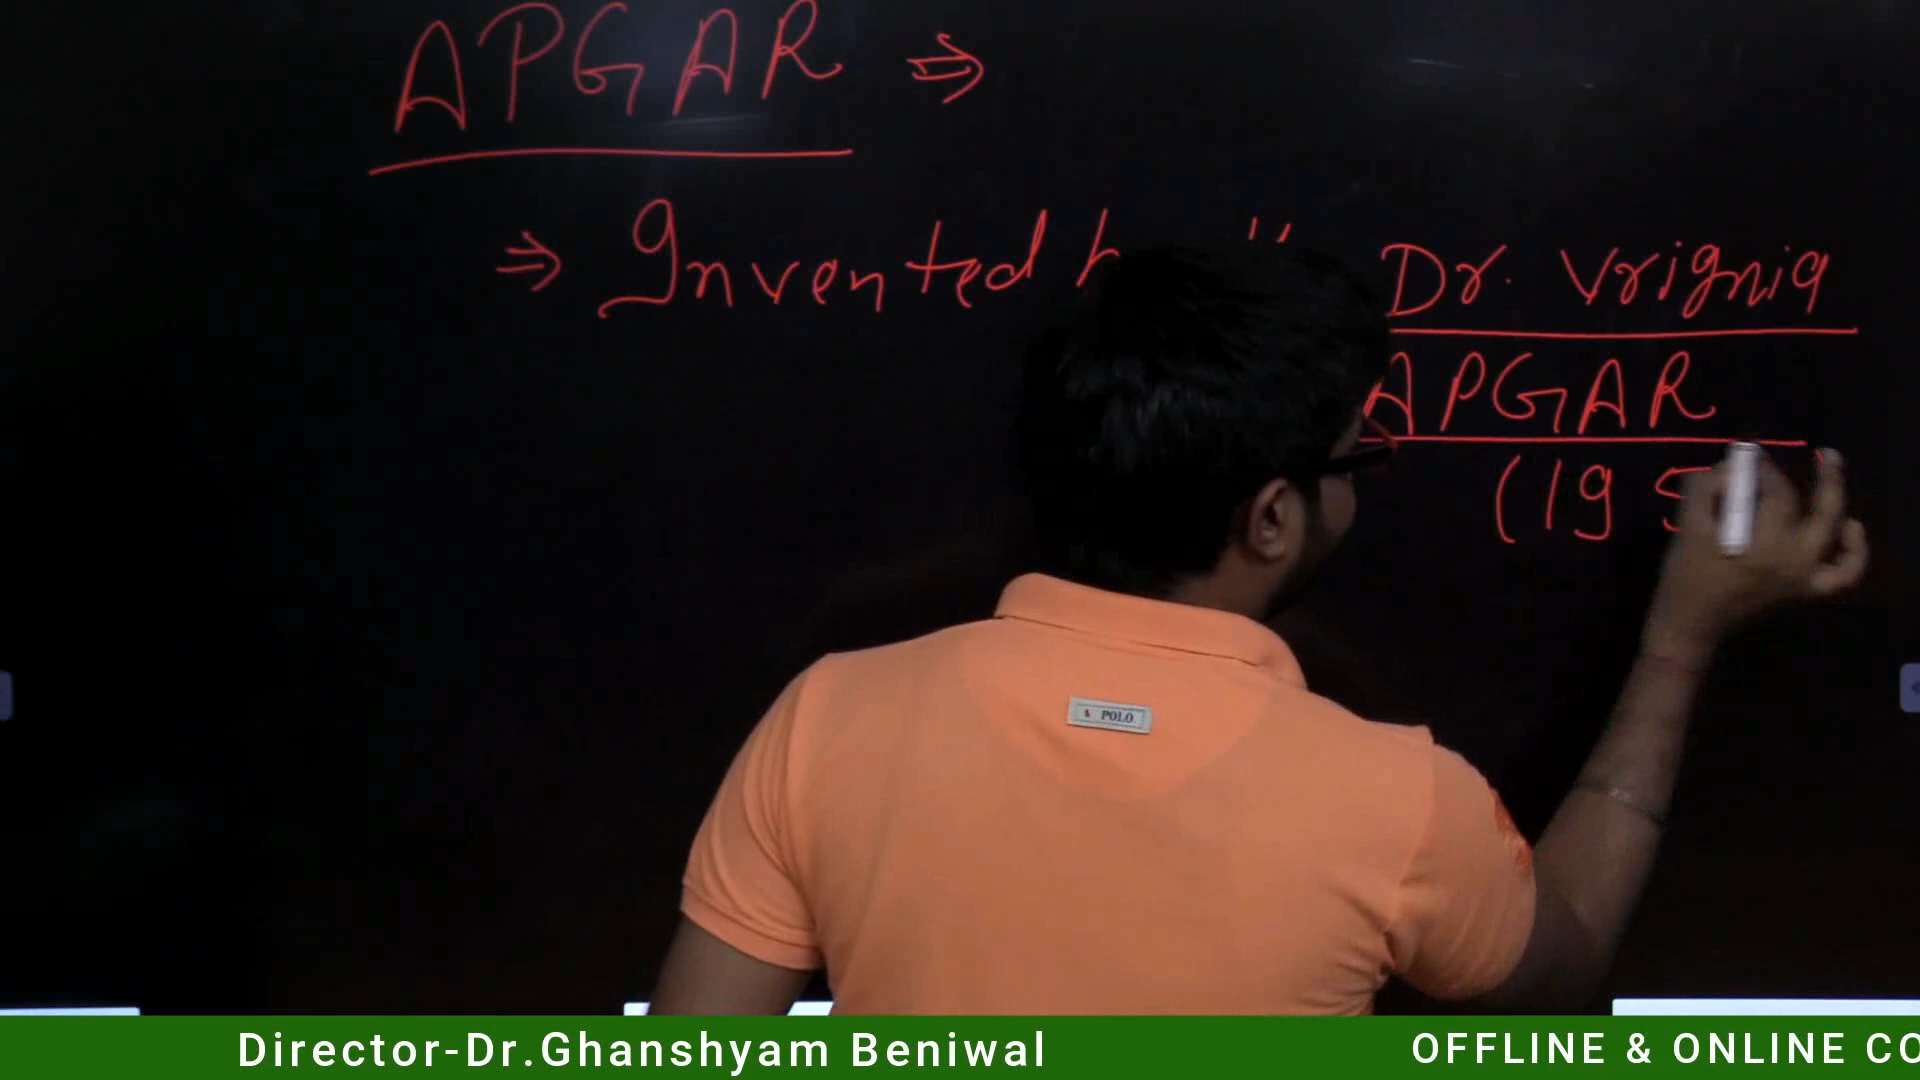 APGAR ⇒
⇒ Invented " Dr. Vrignia
APGAR
(19
POLO
Director-Dr.Ghanshyam Beniwal
OFFLINE & ONLINE CO